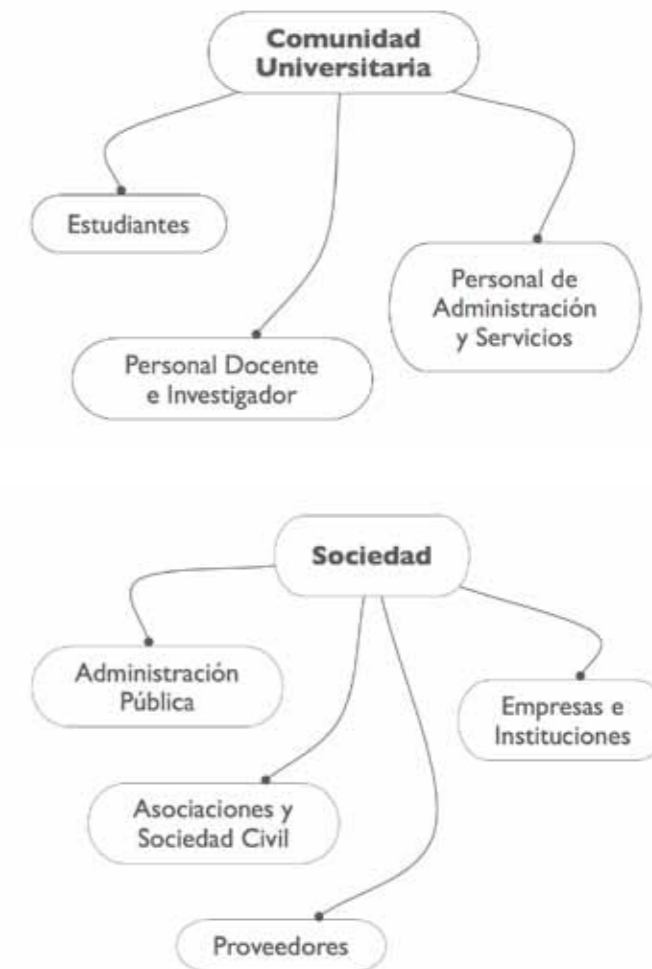 Comunidad
Universitaria
Estudiantes
Personal de
Administración
y Servicios
Personal Docente
e Investigador
Sociedad
Administración
Pública
Empresas e
Instituciones
Asociaciones y
Sociedad Civil
Proveedores